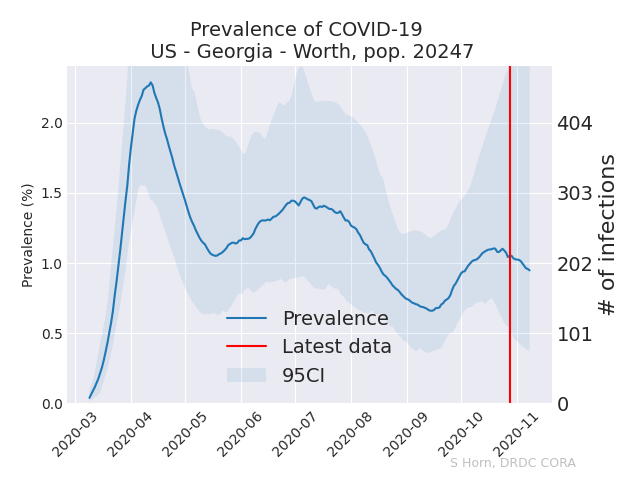 Prevalence of COVID-19
US - Georgia - Worth, pop. 20247
Prevalence (%)
2.0
1.5
1.0
0.5
0.0
404
303
202
101
0
# of infections
Prevalence
Latest data
95CI
2020-03
2020-04
2020-05
2020-06
2020-07
2020-08
2020-09
2020-10
2020-11
S Horn, DRDC CORA